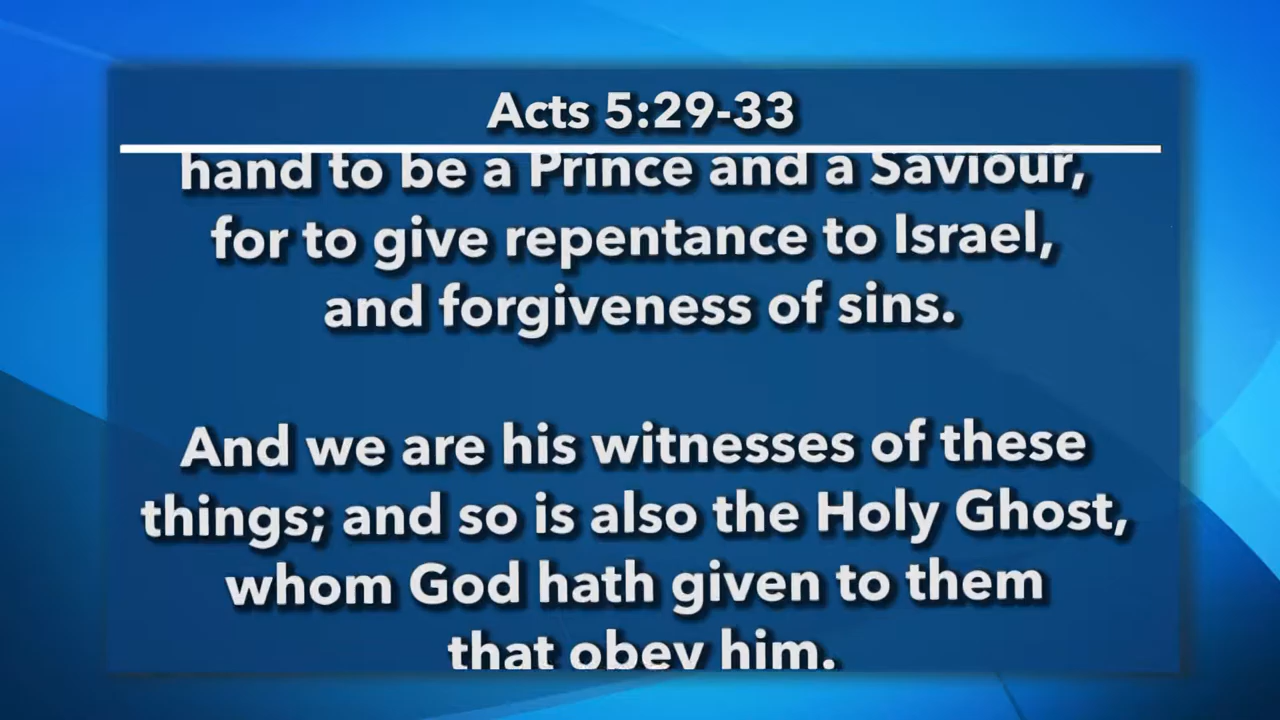 Acts 5:29-33
hand to be a Prince and a Saviour,
for to give repentance to Israel,
and forgiveness of sins.
And we are his witnesses of these
things; and so is also the Holy Ghost,
whom God hath given to them
that obey him.